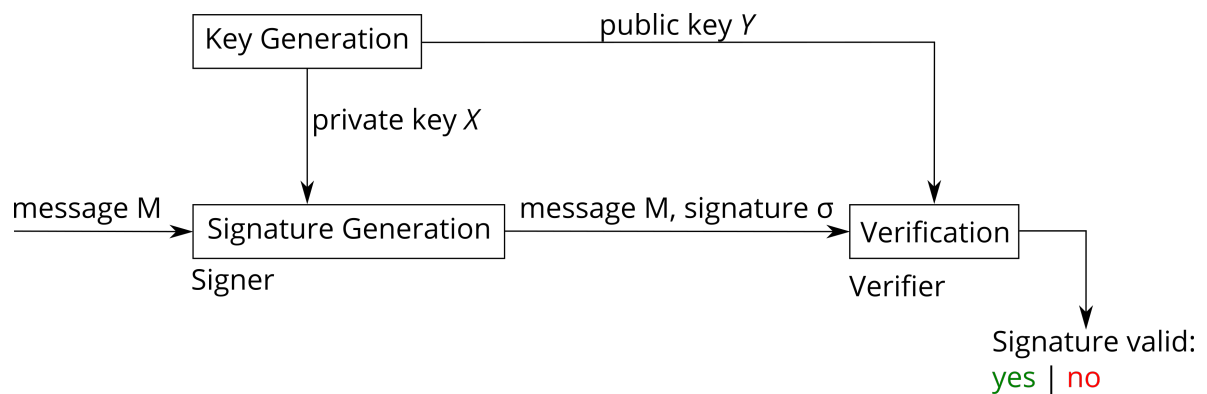 public key Y
Key Generation
private key X
message M
message M, signature σ
Signature Generation
Verification
Signer
Verifier
Signature valid:
yes | no